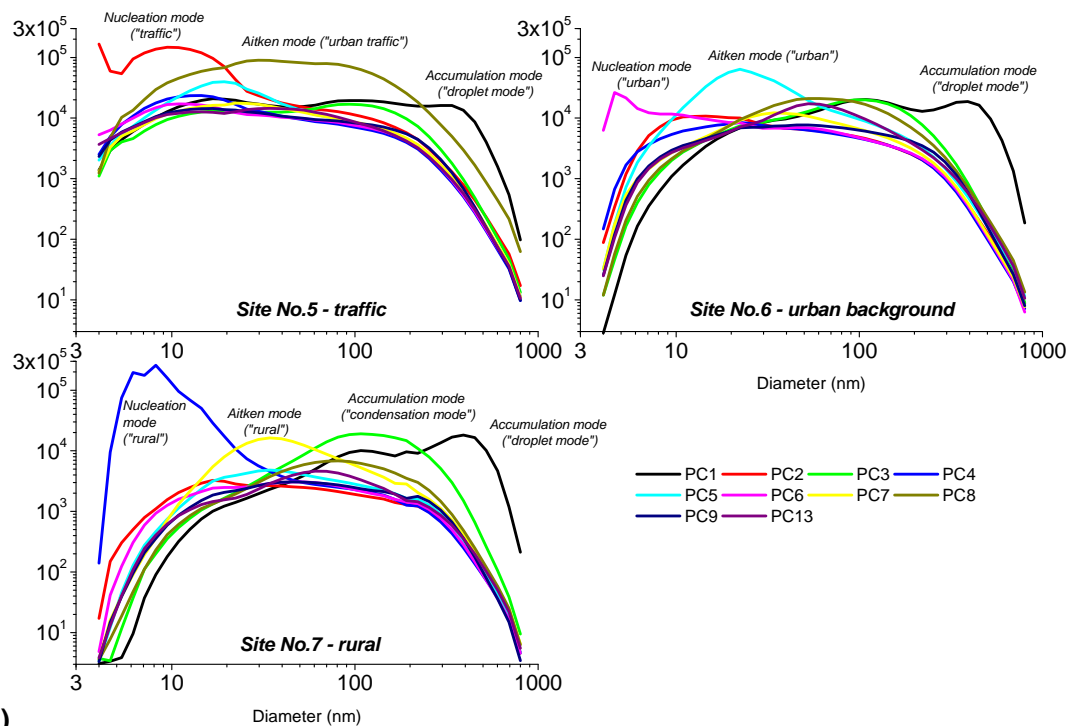 3x10⁵
10⁵
10⁴
10³
10²
10¹
Nucleation mode
("traffic")
Aitken mode ("urban traffic")
Accumulation mode
("droplet mode")
Site No.5 - traffic
3 10 100 1000
3x10⁵
10⁵
10⁴
10³
10²
10¹
Nucleation mode
("urban")
Aitken mode ("urban")
Accumulation mode
("droplet mode")
Site No.6 - urban background
3 10 100 1000
Diameter (nm)
3x10⁵
10⁵
10⁴
10³
10²
10¹
Nucleation
mode
("rural")
Aitken mode
("rural")
Accumulation mode
("condensation mode")
Accumulation mode
("droplet mode")
Site No.7 - rural
3 10 100 1000
Diameter (nm)
PC1 PC2 PC3 PC4
PC5 PC6 PC7 PC8
PC9 PC13
)